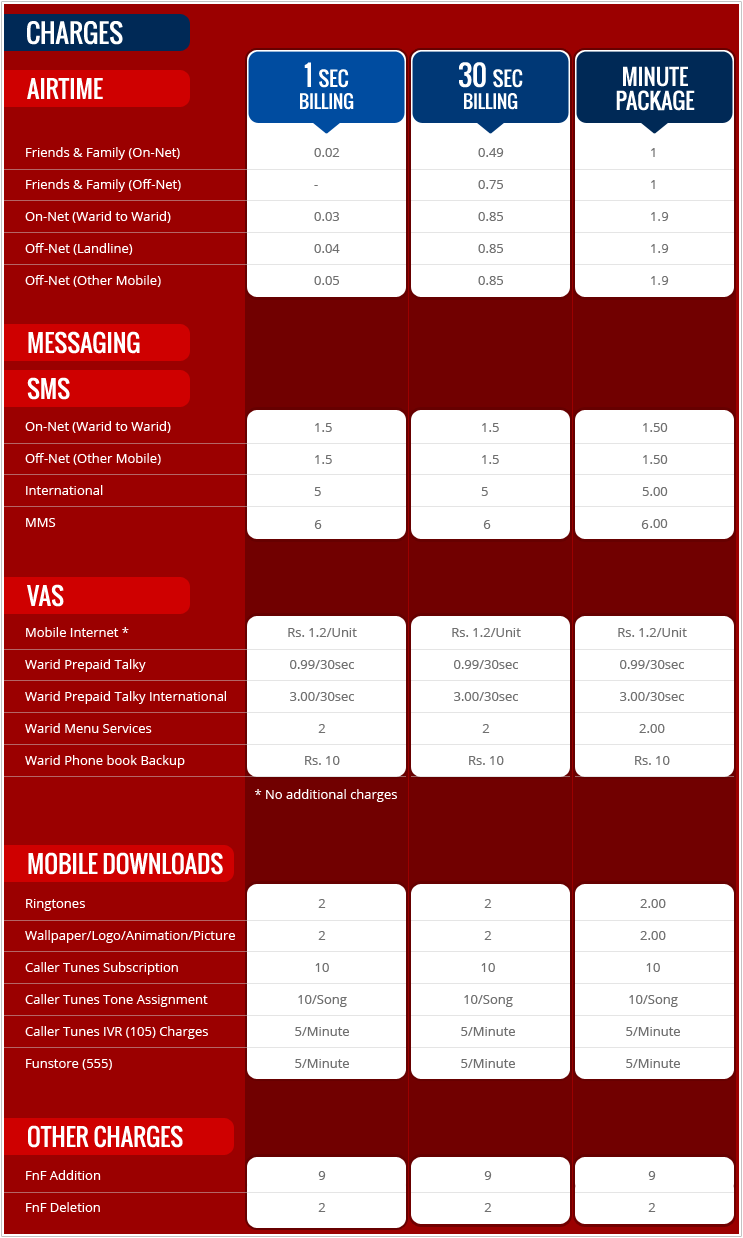 CHARGES
AIRTIME
1 SEC BILLING
30 SEC BILLING
MINUTE PACKAGE
Friends & Family (On-Net) 0.02 0.49 1
Friends & Family (Off-Net) - 0.75 1
On-Net (Warid to Warid) 0.03 0.85 1.9
Off-Net (Landline) 0.04 0.85 1.9
Off-Net (Other Mobile) 0.05 0.85 1.9
MESSAGING
SMS
On-Net (Warid to Warid) 1.5 1.5 1.50
Off-Net (Other Mobile) 1.5 1.5 1.50
International 5 5 5.00
MMS 6 6 6.00
VAS
Mobile Internet * Rs. 1.2/Unit Rs. 1.2/Unit Rs. 1.2/Unit
Warid Prepaid Talky 0.99/30sec 0.99/30sec 0.99/30sec
Warid Prepaid Talky International 3.00/30sec 3.00/30sec 3.00/30sec
Warid Menu Services 2 2 2.00
Warid Phone book Backup Rs. 10 Rs. 10 Rs. 10
* No additional charges
MOBILE DOWNLOADS
Ringtones 2 2 2.00
Wallpaper/Logo/Animation/Picture 2 2 2.00
Caller Tunes Subscription 10 10 10
Caller Tunes Tone Assignment 10/Song 10/Song 10/Song
Caller Tunes IVR (105) Charges 5/Minute 5/Minute 5/Minute
Funstore (555) 5/Minute 5/Minute 5/Minute
OTHER CHARGES
FnF Addition 9 9 9
FnF Deletion 2 2 2